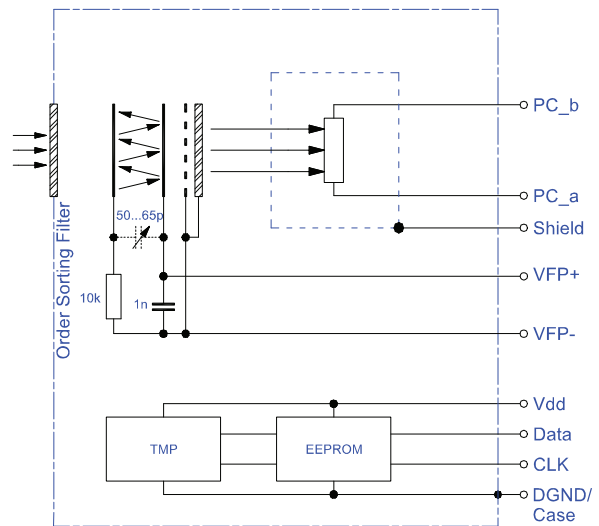 PC_b
PC_a
Shield
50...65p
Order Sorting Filter
VFP+
10k
1n
VFP-
Vdd
TMP
EEPROM
Data
CLK
DGND/
Case